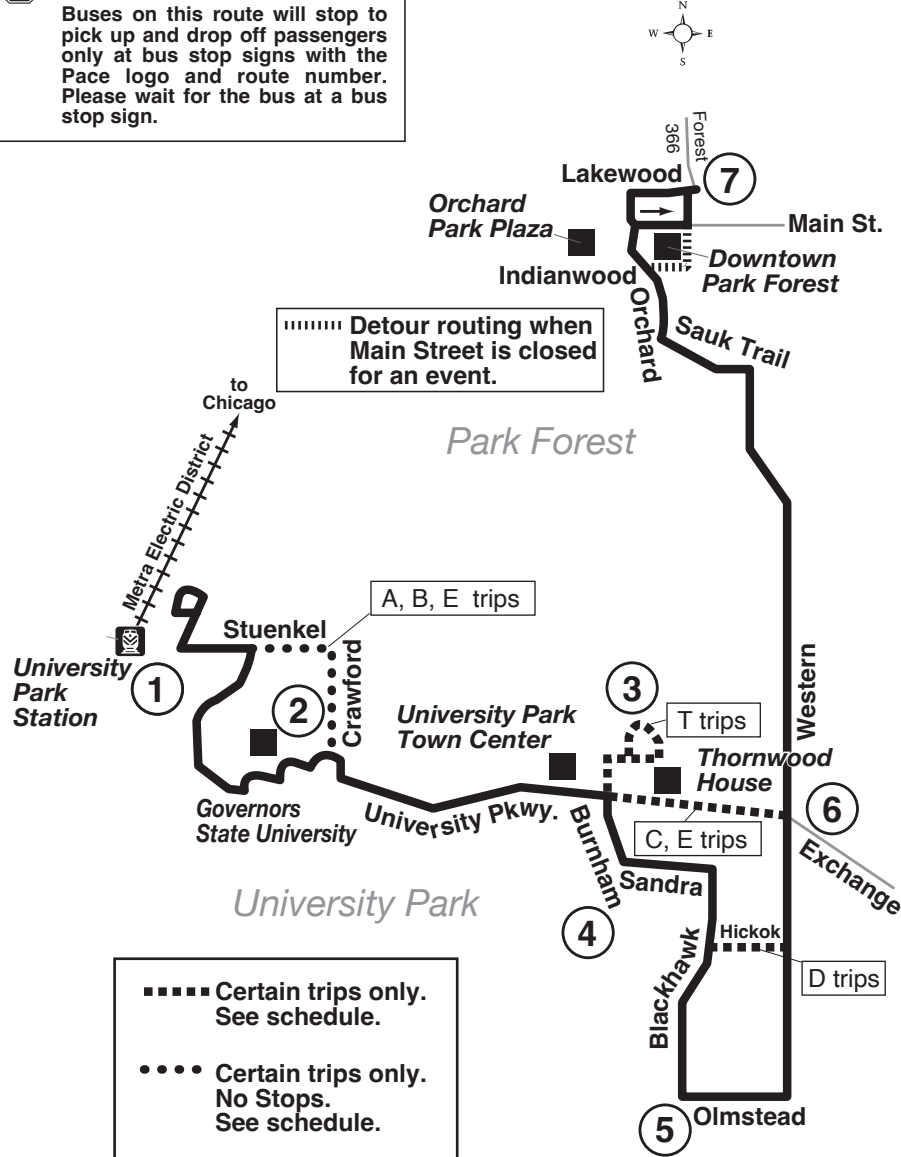 Buses on this route will stop to
pick up and drop off passengers
only at bus stop signs with the
Pace logo and route number.
Please wait for the bus at a bus
stop sign.
N
W E
S
Forest
366
Lakewood
7
Orchard
Park Plaza
Main St.
Downtown
Park Forest
Indianwood
Orchard
Sauk Trail
Detour routing when
Main Street is closed
for an event.
to
Chicago
Metra Electric District
Park Forest
A, B, E trips
Stuenkel
University
Park
Station
1
2
Crawford
3
T trips
Western
University Park
Town Center
Thornwood
House
Governors
State University
University Pkwy.
Burnham
6
C, E trips
Exchange
Sandra
University Park
4
Hickok
Blackhawk
D trips
Certain trips only.
See schedule.
Certain trips only.
No Stops.
See schedule.
5
Olmstead